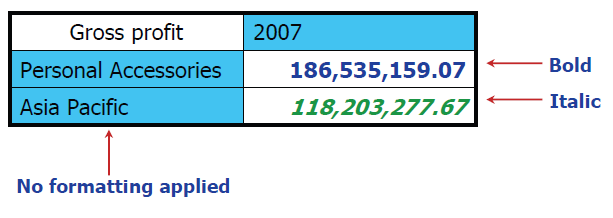 Gross profit 2007
Personal Accessories 186,535,159.07 Bold
Asia Pacific 118,203,277.67 Italic
No formatting applied